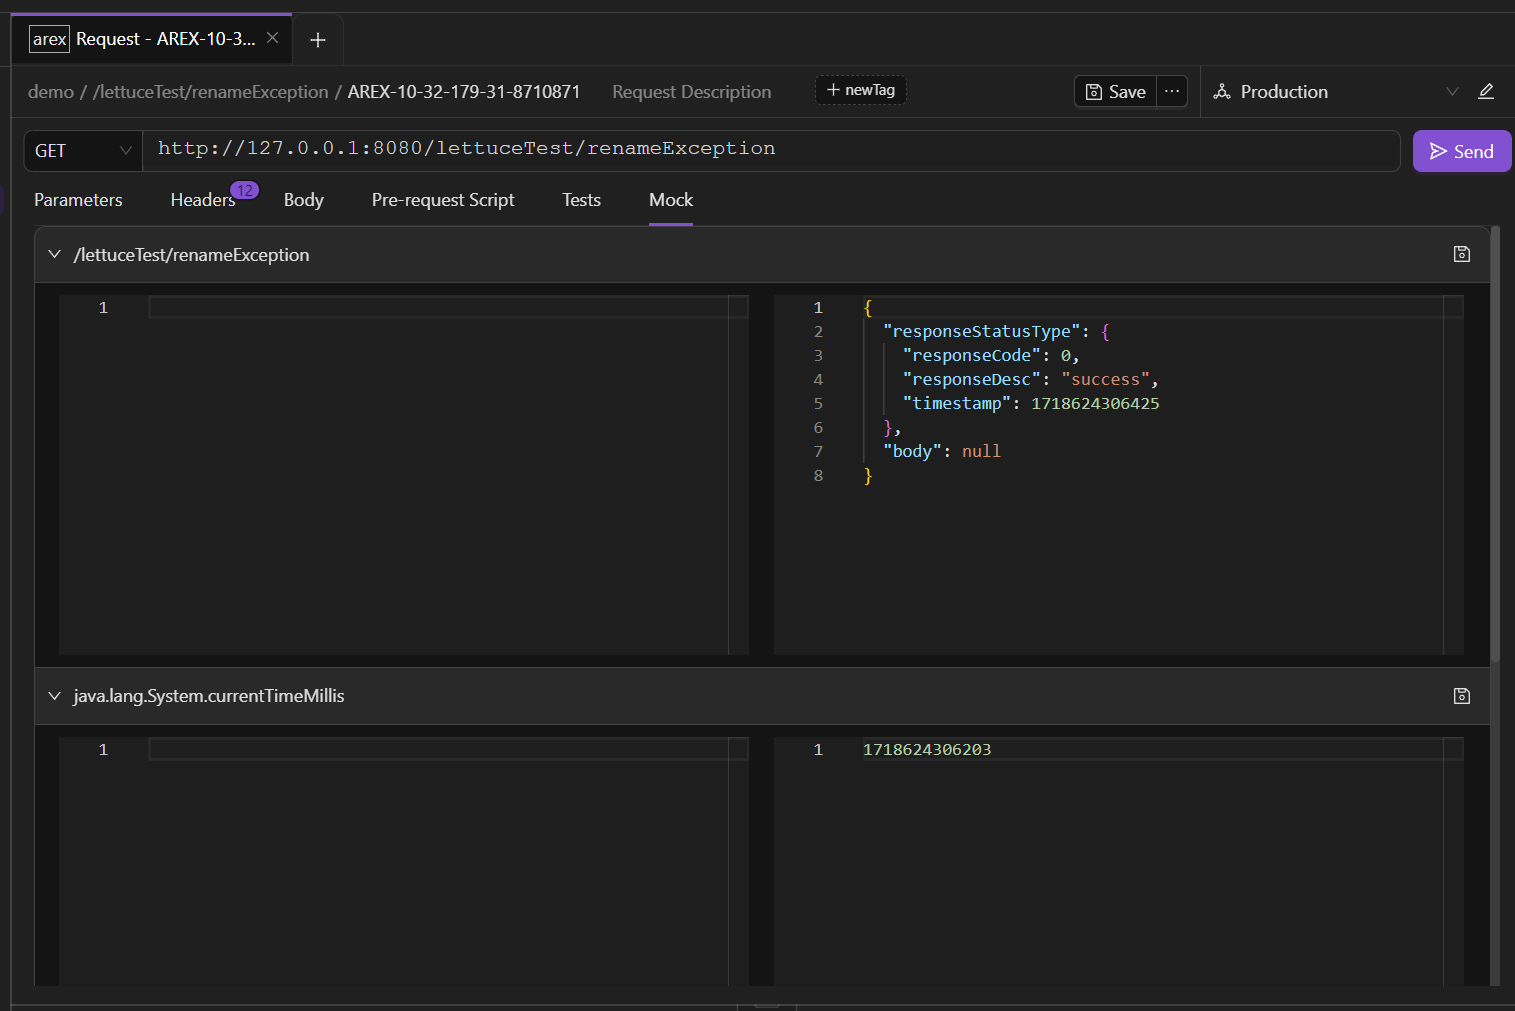 arex Request - AREX-10-3...
demo / /lettuceTest/renameException / AREX-10-32-179-31-8710871 Request Description + newTag Save ... Production
GET http://127.0.0.1:8080/lettuceTest/renameException Send
Parameters Headers 12 Body Pre-request Script Tests Mock
/lettuceTest/renameException
1
1 {
2 "responseStatusType": {
3 "responseCode": 0,
4 "responseDesc": "success",
5 "timestamp": 1718624306425
6 },
7 "body": null
8 }
java.lang.System.currentTimeMillis
1
1 1718624306203